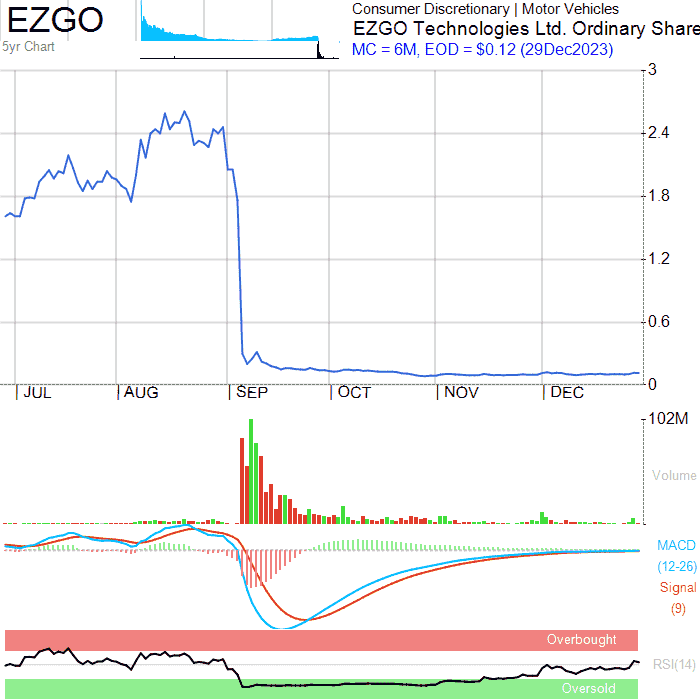 EZGO
5yr Chart
Consumer Discretionary | Motor Vehicles
EZGO Technologies Ltd. Ordinary Share
MC = 6M, EOD = $0.12 (29Dec2023)
3
2.4
1.8
1.2
0.6
0
JUL AUG SEP OCT NOV DEC
102M
Volume
MACD
(12-26)
Signal
(9)
Overbought
RSI(14)
Oversold